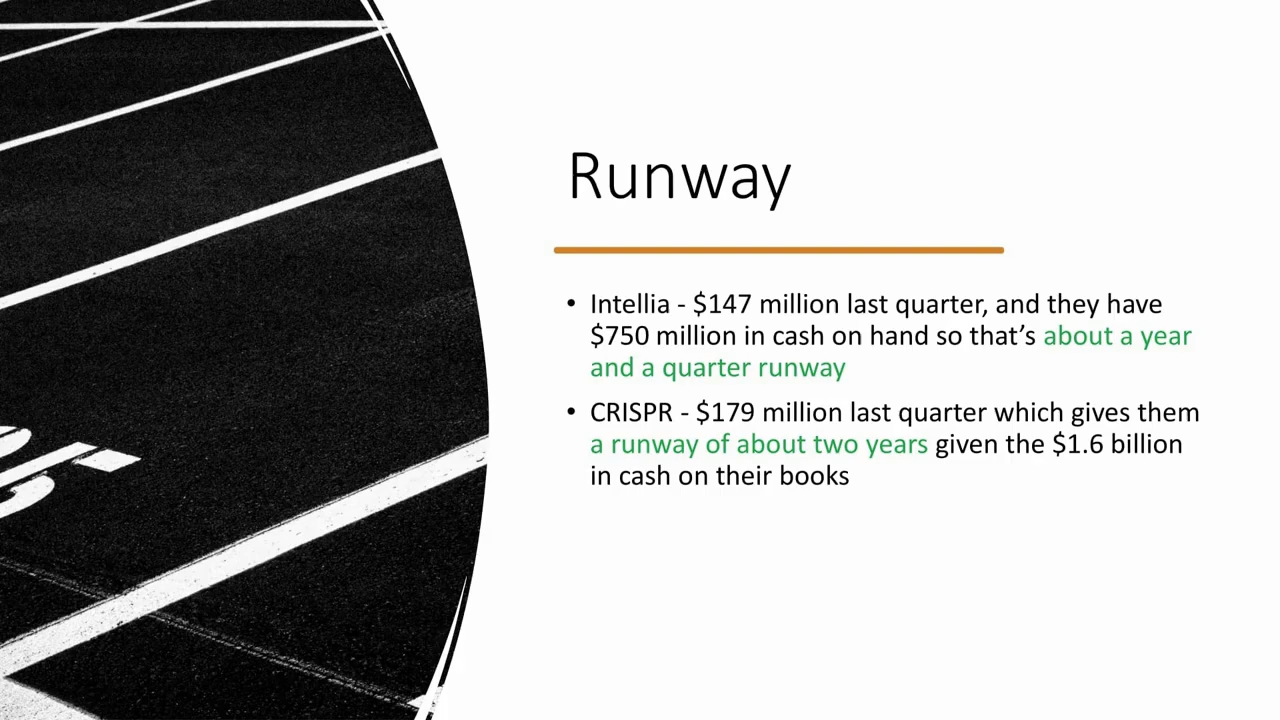 Runway
• Intellia - $147 million last quarter, and they have
$750 million in cash on hand so that’s about a year
and a quarter runway
• CRISPR - $179 million last quarter which gives them
a runway of about two years given the $1.6 billion
in cash on their books